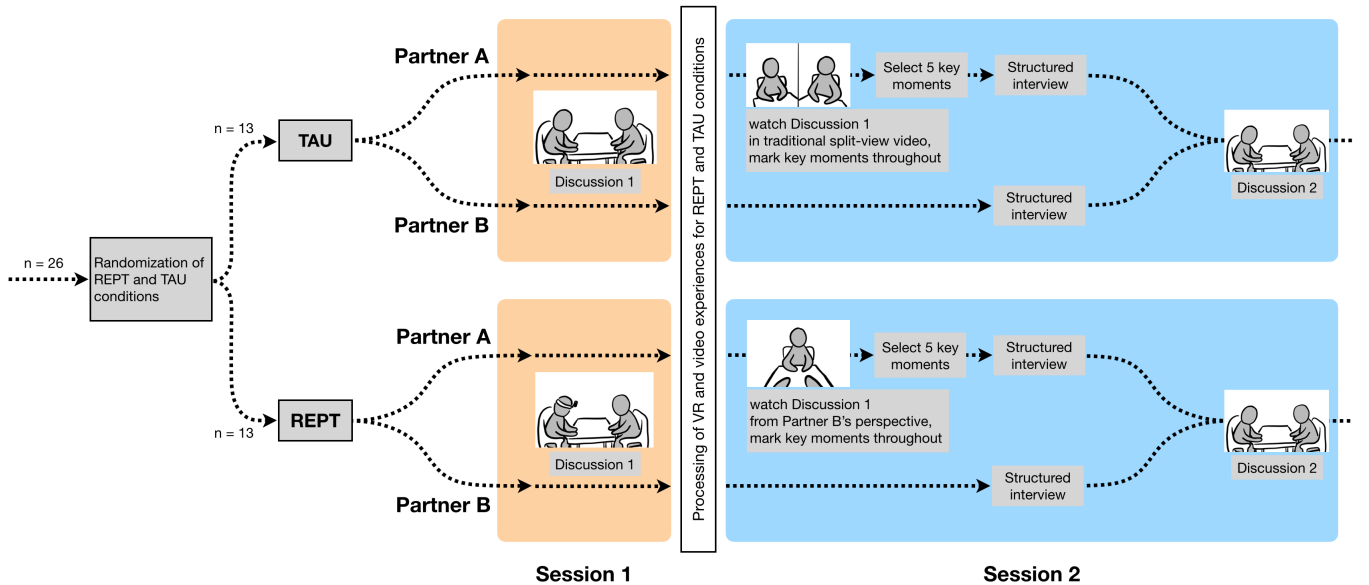 n = 26
Randomization of
REPT and TAU
conditions
n = 13
TAU
Partner A
Discussion 1
Partner B
n = 13
REPT
Partner A
Discussion 1
Partner B
Session 1
Processing of VR and video experiences for REPT and TAU conditions
watch Discussion 1
in traditional split-view video,
mark key moments throughout
Select 5 key
moments
Structured
interview
Structured
interview
Discussion 2
watch Discussion 1
from Partner B's perspective,
mark key moments throughout
Select 5 key
moments
Structured
interview
Structured
interview
Discussion 2
Session 2